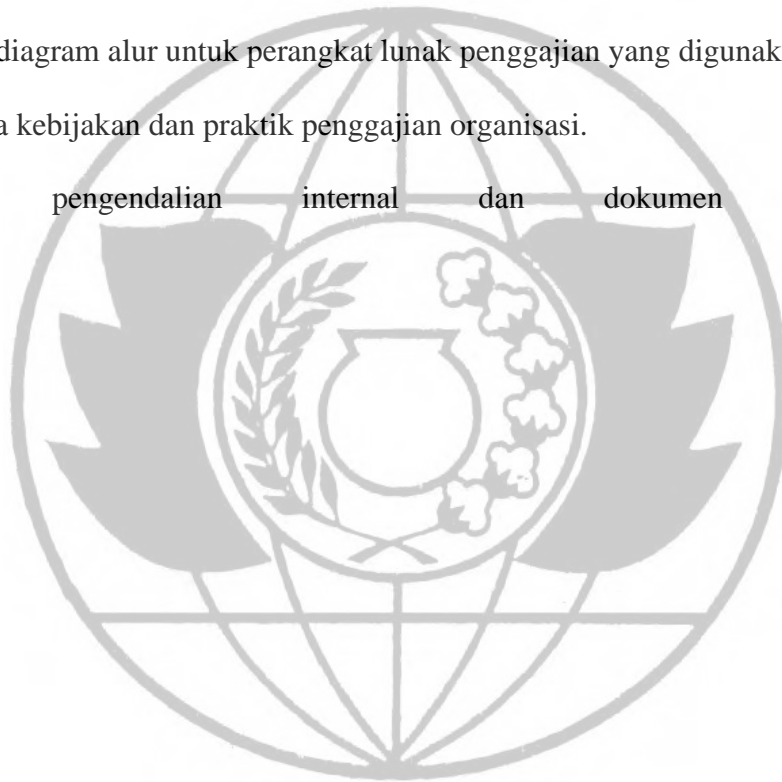 diagram alur untuk perangkat lunak penggajian yang digunak
kebijakan dan praktik penggajian organisasi.
pengendalian internal dan dokumen